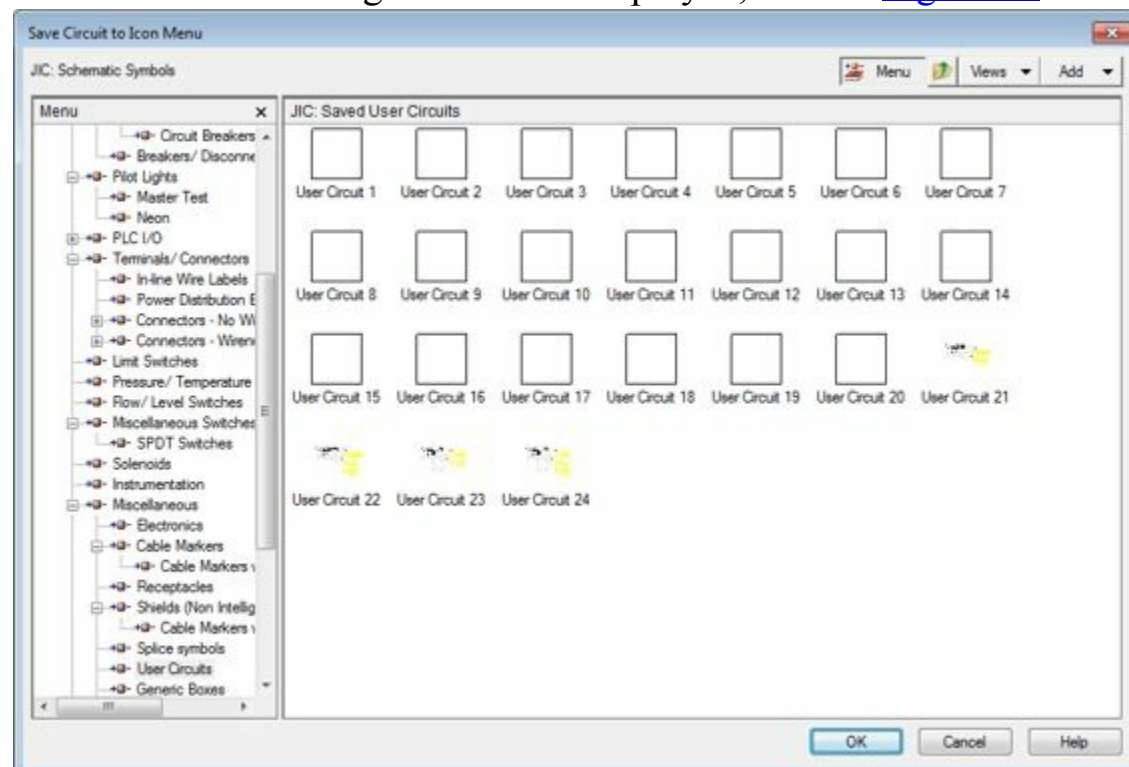 Save Circuit to Icon Menu
JIC: Schematic Symbols
Menu Views Add
Menu x
Circuit Breakers
Breakers/ Disconne
Pilot Lights
Master Test
Neon
PLC I/O
Terminals/ Connectors
In-line Wire Labels
Power Distribution E
Connectors - No Wi
Connectors - Wiren
Limit Switches
Pressure/ Temperature
Flow/ Level Switches
Miscellaneous Switches
SPDT Switches
Solenoids
Instrumentation
Miscellaneous
Electronics
Cable Markers
Cable Markers v
Receptacles
Shields (Non Intellig
Cable Markers v
Splice symbols
User Circuits
Generic Boxes
JIC: Saved User Circuits
User Circuit 1 User Circuit 2 User Circuit 3 User Circuit 4 User Circuit 5 User Circuit 6 User Circuit 7
User Circuit 8 User Circuit 9 User Circuit 10 User Circuit 11 User Circuit 12 User Circuit 13 User Circuit 14
User Circuit 15 User Circuit 16 User Circuit 17 User Circuit 18 User Circuit 19 User Circuit 20 User Circuit 21
User Circuit 22 User Circuit 23 User Circuit 24
OK Cancel Help